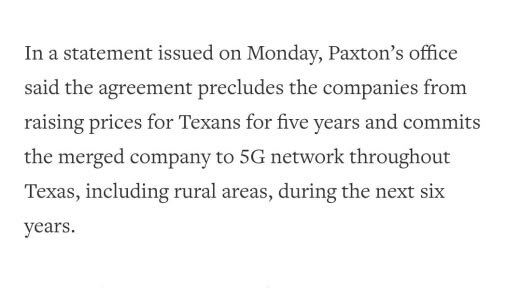 In a statement issued on Monday, Paxton’s office
said the agreement precludes the companies from
raising prices for Texans for five years and commits
the merged company to 5G network throughout
Texas, including rural areas, during the next six
years.